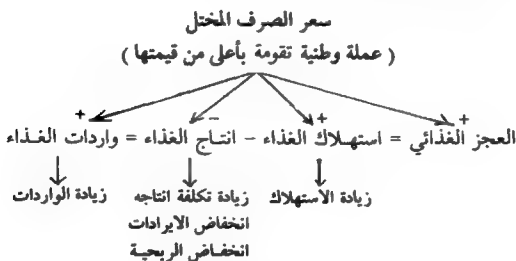 سعر الصرف المختل
( عملة وطنية تقومة بأعلى من قيمتها )
+ − + +
العجز الغذائي = استهلاك الغذاء − انتاج الغذاء = واردات الغذاء
زيادة الاستهلاك زيادة تكلفة انتاجه زيادة الواردات
انخفاض الايرادات
انخفاض الربحية